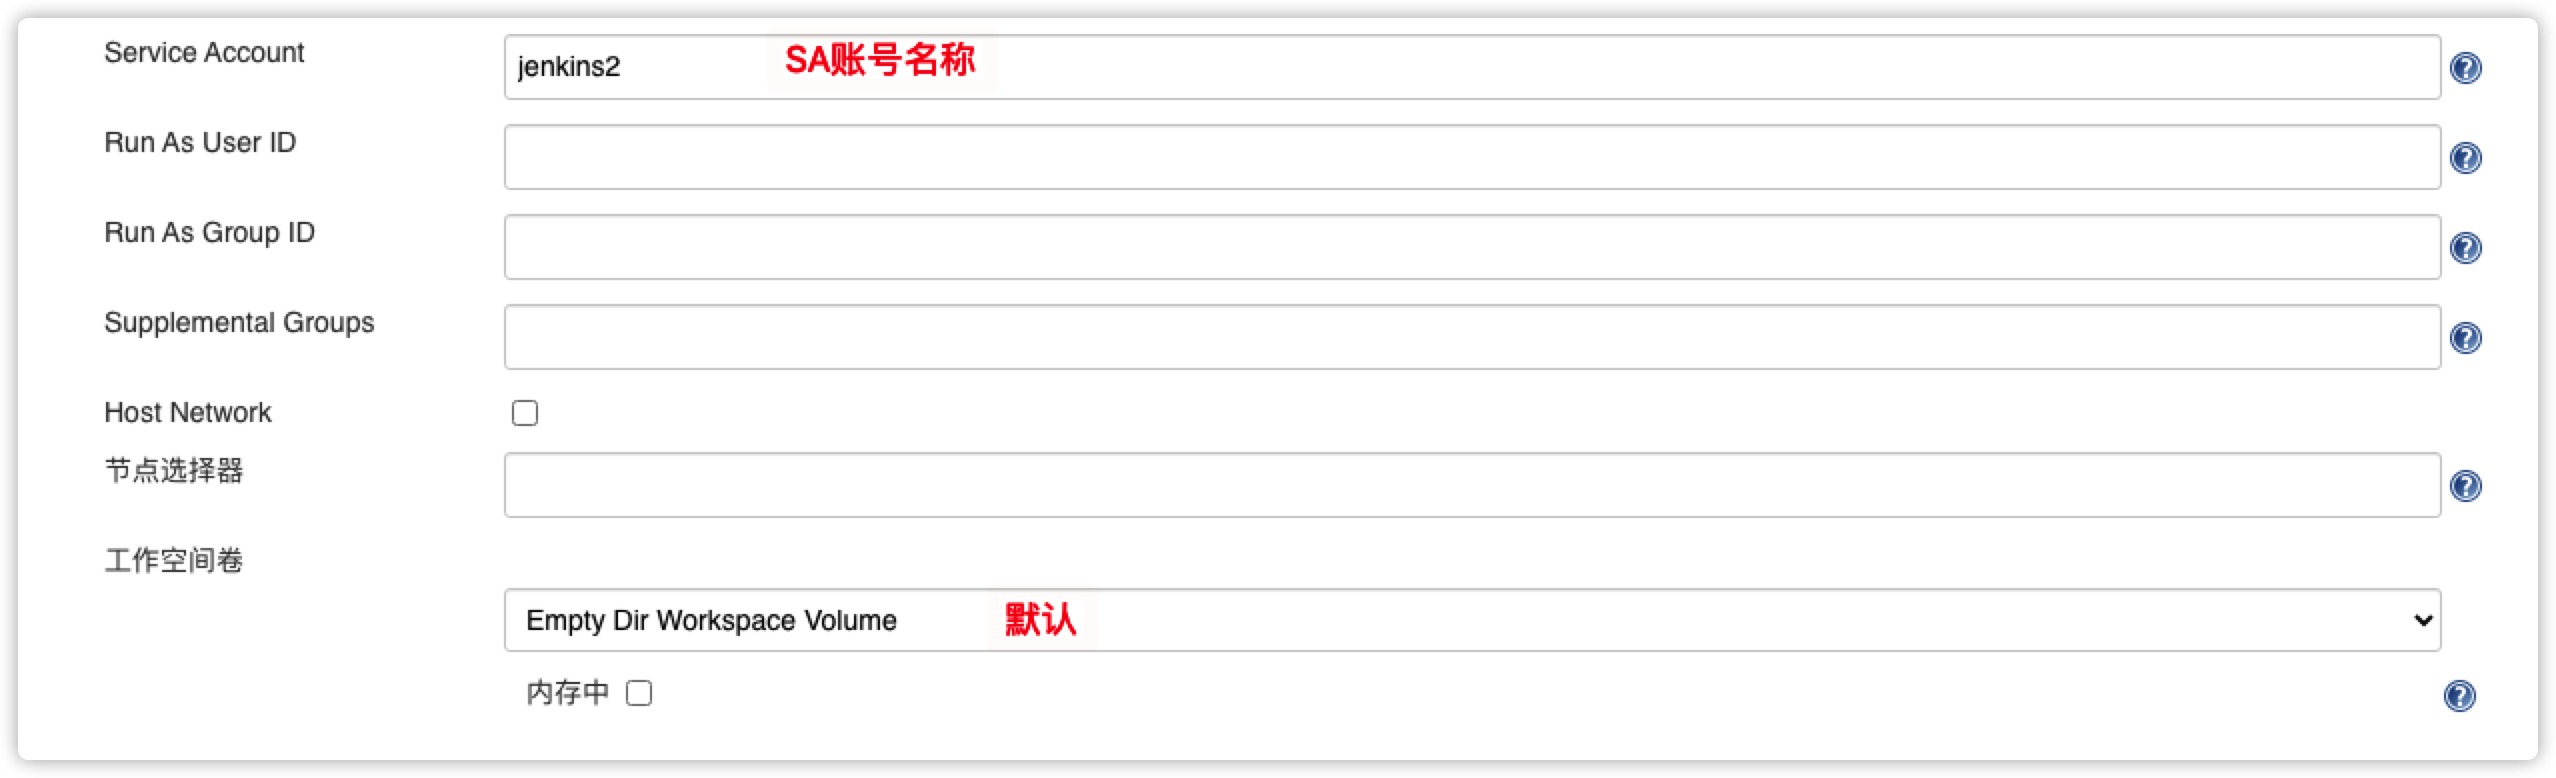 Service Account
jenkins2
SA账号名称
Run As User ID
Run As Group ID
Supplemental Groups
Host Network
节点选择器
工作空间卷
Empty Dir Workspace Volume
默认
内存中